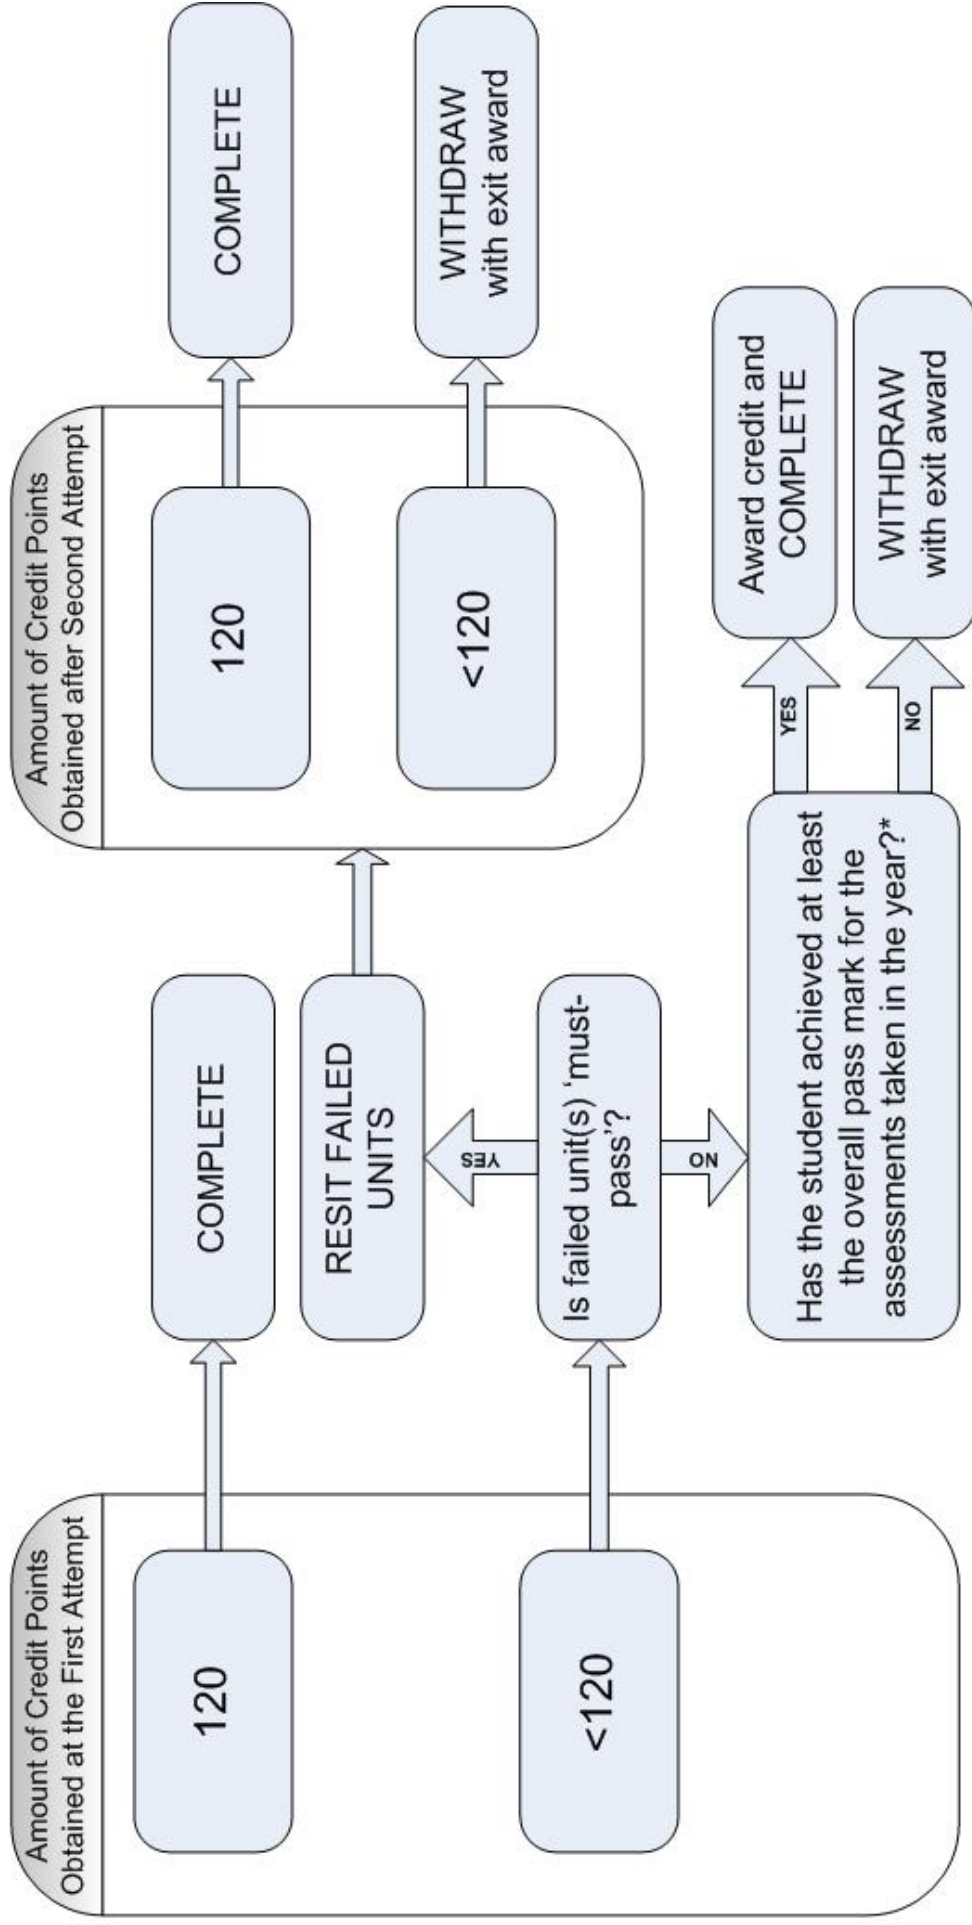 Amount of Credit Points
Obtained at the First Attempt
120
<120
COMPLETE
RESIT FAILED
UNITS
YES
Is failed unit(s) ‘must-
pass’?
NO
Has the student achieved at least
the overall pass mark for the
assessments taken in the year?*
Amount of Credit Points
Obtained after Second Attempt
120
<120
COMPLETE
WITHDRAW
with exit award
YES
Award credit and
COMPLETE
NO
WITHDRAW
with exit award